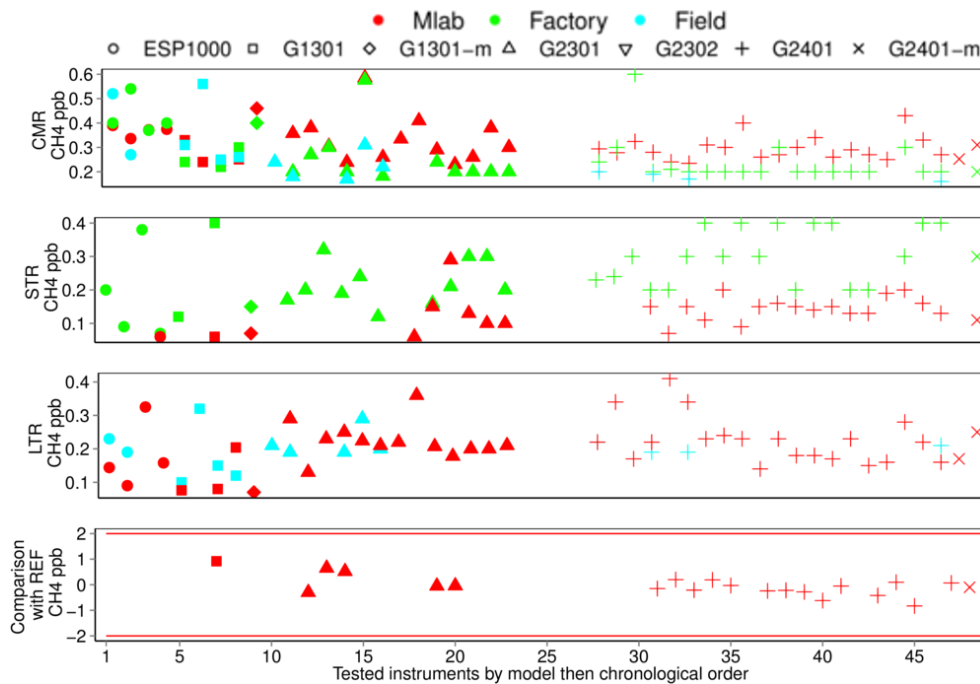 Mlab Factory Field
ESP1000 G1301 G1301-m G2301 G2302 G2401 G2401-m
0.6
0.5
0.4
0.3
0.2
CMR
CH4 ppb
0.4
0.3
0.2
0.1
STR
CH4 ppb
0.4
0.3
0.2
0.1
LTR
CH4 ppb
2
1
0
−1
−2
Comparison
with REF
CH4 ppb
1 5 10 15 20 25 30 35 40 45
Tested instruments by model then chronological order